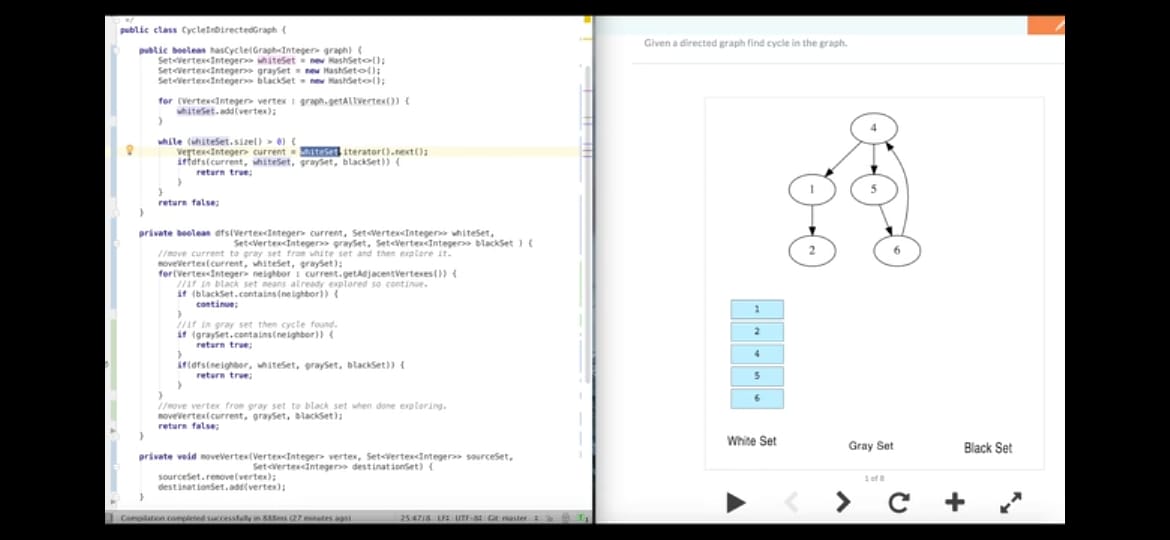 */
public class CycleInDirectedGraph {
public boolean hasCycle(Graph<Integer> graph) {
Set<Vertex<Integer>> whiteSet = new HashSet<>();
Set<Vertex<Integer>> graySet = new HashSet<>();
Set<Vertex<Integer>> blackSet = new HashSet<>();
for (Vertex<Integer> vertex : graph.getAllVertex()) {
whiteSet.add(vertex);
}
while (whiteSet.size() > 0) {
Vertex<Integer> current = whiteSet.iterator().next();
if(dfs(current, whiteSet, graySet, blackSet)) {
return true;
}
}
return false;
}
private boolean dfs(Vertex<Integer> current, Set<Vertex<Integer>> whiteSet,
Set<Vertex<Integer>> graySet, Set<Vertex<Integer>> blackSet ) {
//move current to gray set from white set and then explore it.
moveVertex(current, whiteSet, graySet);
for(Vertex<Integer> neighbor : current.getAdjacentVertexes()) {
//if in black set means already explored so continue.
if (blackSet.contains(neighbor)) {
continue;
}
//if in gray set then cycle found.
if (graySet.contains(neighbor)) {
return true;
}
if(dfs(neighbor, whiteSet, graySet, blackSet)) {
return true;
}
}
//move vertex from gray set to black set when done exploring.
moveVertex(current, graySet, blackSet);
return false;
}
private void moveVertex(Vertex<Integer> vertex, Set<Vertex<Integer>> sourceSet,
Set<Vertex<Integer>> destinationSet) {
sourceSet.remove(vertex);
destinationSet.add(vertex);
}
Compilation completed successfully in 888ms (27 minutes ago) 25:47/8 LF÷ UTF-8÷ Git: master
Given a directed graph find cycle in the graph.
4
1 5
2 6
1
2
4
5
6
White Set Gray Set Black Set
1 of 8